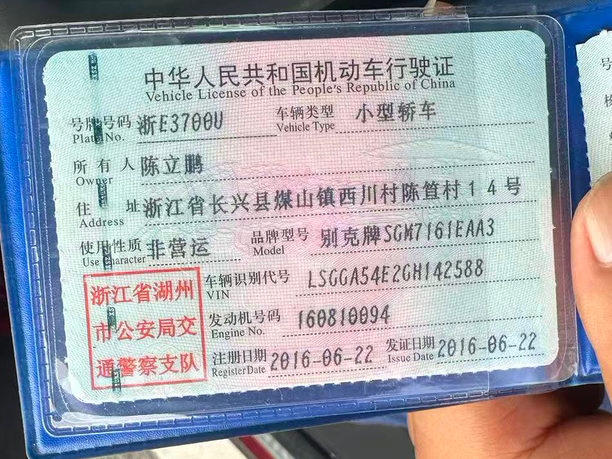 中华人民共和国机动车行驶证
Vehicle License of the People's Republic of China
号牌号码 浙E3700U 车辆类型 小型轿车
Plate No. Vehicle Type
所有人 陈立鹏
Owner
住址 浙江省长兴县煤山镇西川村陈笪村14号
Address
使用性质 非营运 品牌型号 别克牌SGM7161EAA3
Use Character Model
浙江省湖州
市公安局交
通警察支队
车辆识别代号 LSGGA54E2GH142588
VIN
发动机号码 160810094
Engine No.
注册日期 2016-06-22 发证日期 2016-06-22
Register Date Issue Date
号